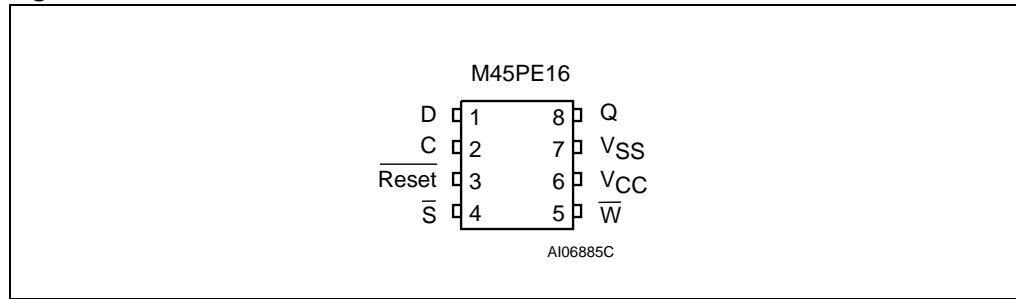 M45PE16
D 1 8 Q
C 2 7 VSS
Reset 3 6 VCC
S 4 5 W
AI06885C